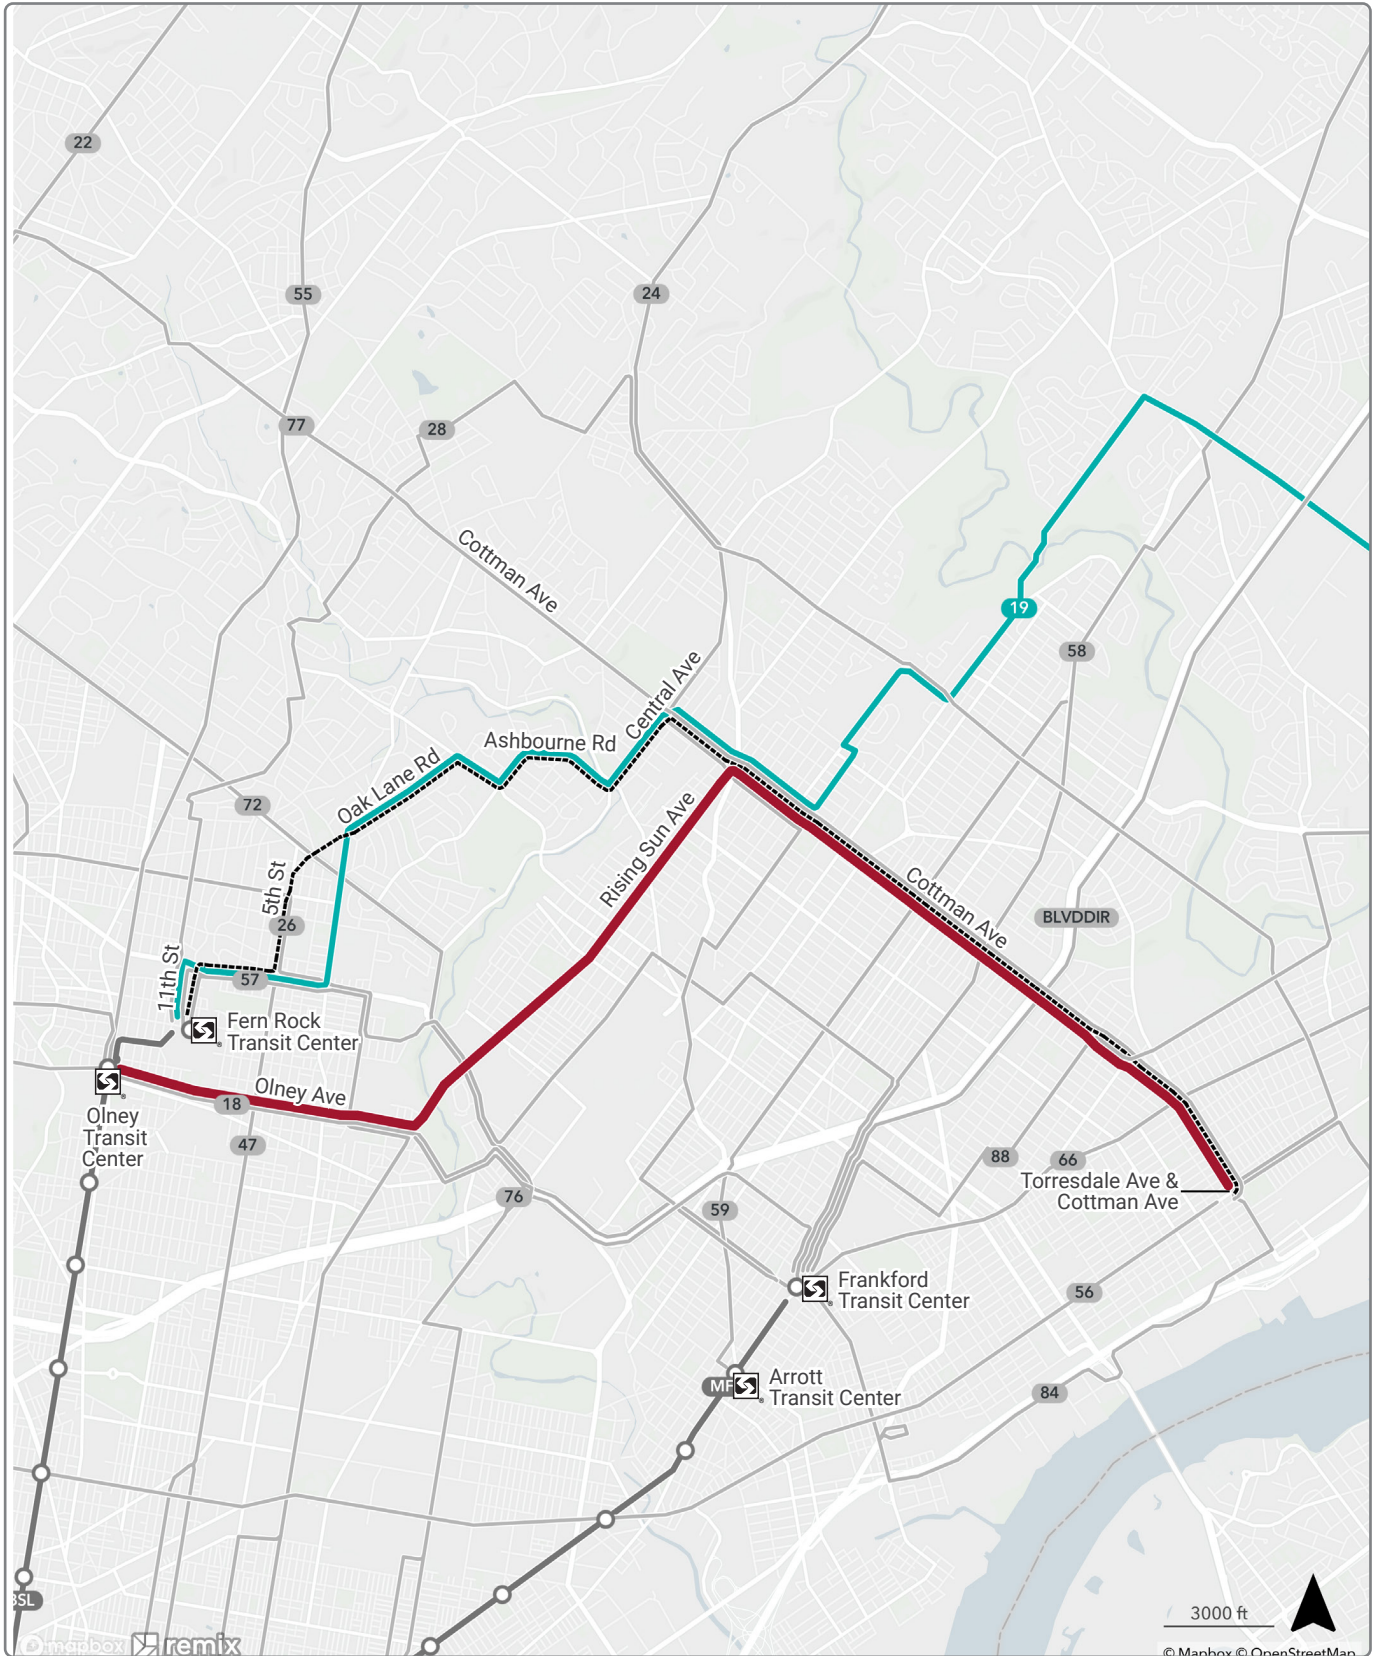 22
55
24
77
28
Cottman Ave
19
58
Central Ave
Ashbourne Rd
Oak Lane Rd
72
Rising Sun Ave
5th St
Cottman Ave
26
BLVDDIR
11th St
57
Fern Rock
Transit Center
Olney Ave
18
Olney
Transit
Center
47
88
66
Torresdale Ave &
Cottman Ave
76
59
Frankford
Transit Center
56
Arrott
Transit Center
84
3000 ft
mapbox
remix
© Mapbox © OpenStreetMap